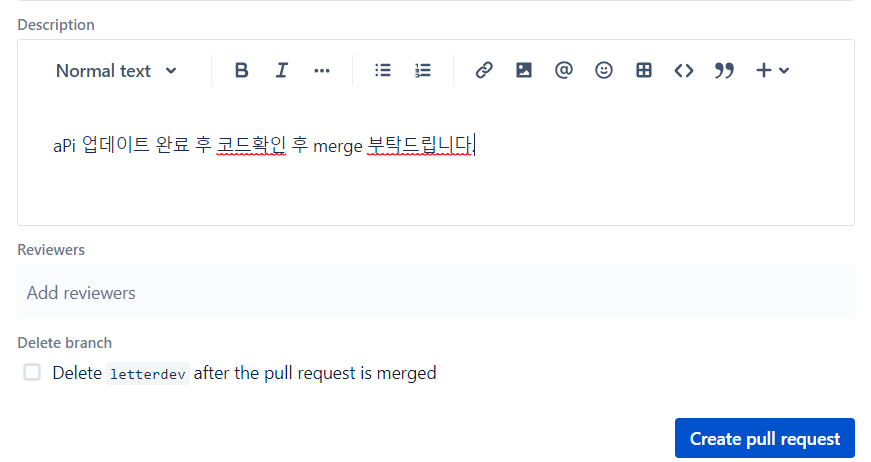 Description
Normal text B I ...
aPi 업데이트 완료 후 코드확인 후 merge 부탁드립니다.
Reviewers
Add reviewers
Delete branch
Delete letterdev after the pull request is merged
Create pull request